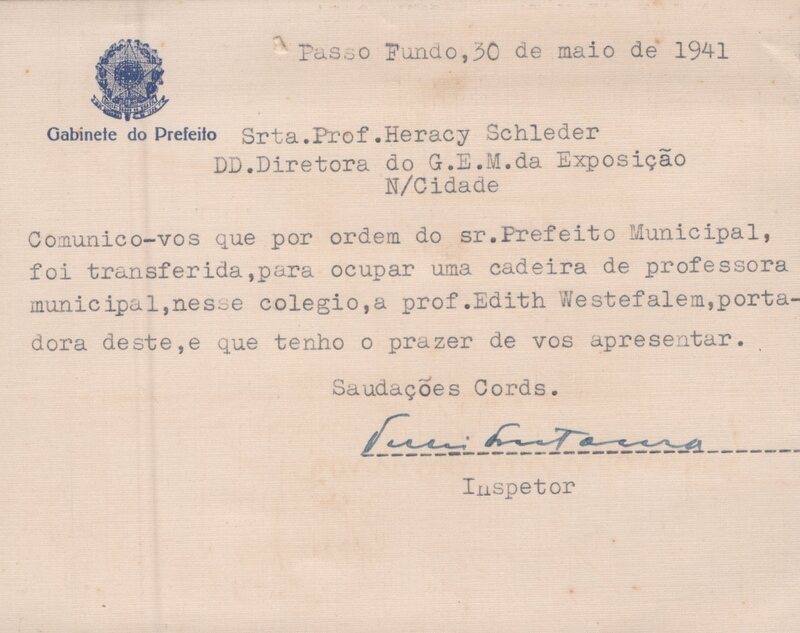 Passo Fundo,30 de maio de 1941
Gabinete do Prefeito
Srta.Prof.Heracy Schleder
DD.Diretora do G.E.M.da Exposição
N/Cidade
Comunico-vos que por ordem do sr.Prefeito Municipal,
foi transferida,para ocupar uma cadeira de professora
municipal,nesse colegio,a prof.Edith Westefalem,porta-
dora deste,e que tenho o prazer de vos apresentar.
Saudações Cords.
Inspetor